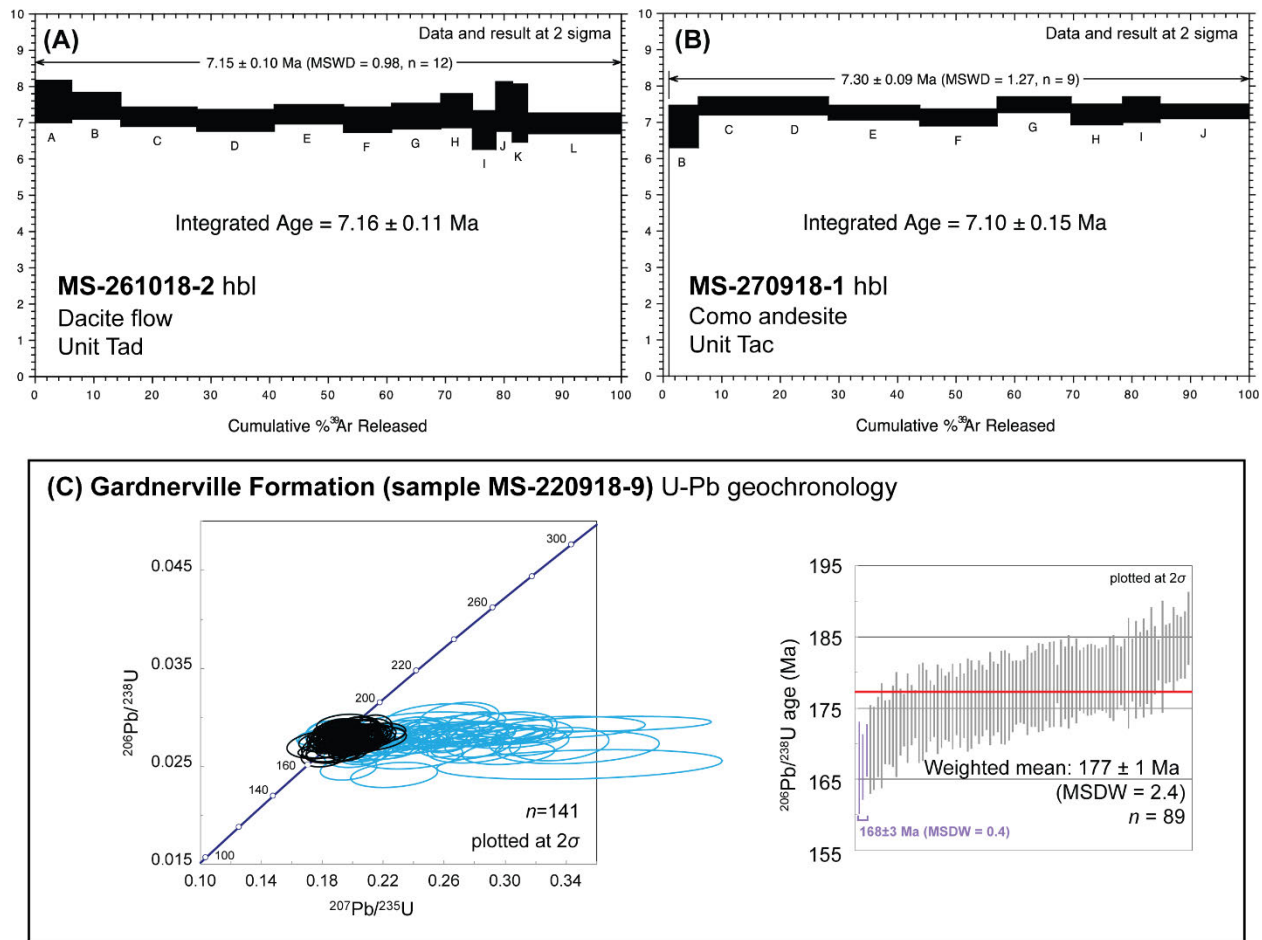 (A)
Data and result at 2 sigma
7.15 ± 0.10 Ma (MSWD = 0.98, n = 12)
10
9
8
7
6
5
4
3
2
1
0
A
B
C
D
E
F
G
H
I
J
K
L
Integrated Age = 7.16 ± 0.11 Ma
MS-261018-2 hbl
Dacite flow
Unit Tad
0 10 20 30 40 50 60 70 80 90 100
Cumulative %³⁹Ar Released
(B)
Data and result at 2 sigma
7.30 ± 0.09 Ma (MSWD = 1.27, n = 9)
10
9
8
7
6
5
4
3
2
1
0
B
C
D
E
F
G
H
I
J
Integrated Age = 7.10 ± 0.15 Ma
MS-270918-1 hbl
Como andesite
Unit Tac
0 10 20 30 40 50 60 70 80 90 100
Cumulative %³⁹Ar Released
(C) Gardnerville Formation (sample MS-220918-9) U-Pb geochronology
²⁰⁶Pb/²³⁸U
0.045
0.035
0.025
0.015
300
260
220
200
160
140
100
n=141
plotted at 2σ
0.10 0.14 0.18 0.22 0.26 0.30 0.34
²⁰⁷Pb/²³⁵U
²⁰⁶Pb/²³⁸U age (Ma)
195
185
175
165
155
plotted at 2σ
Weighted mean: 177 ± 1 Ma
(MSDW = 2.4)
n = 89
168±3 Ma (MSDW = 0.4)